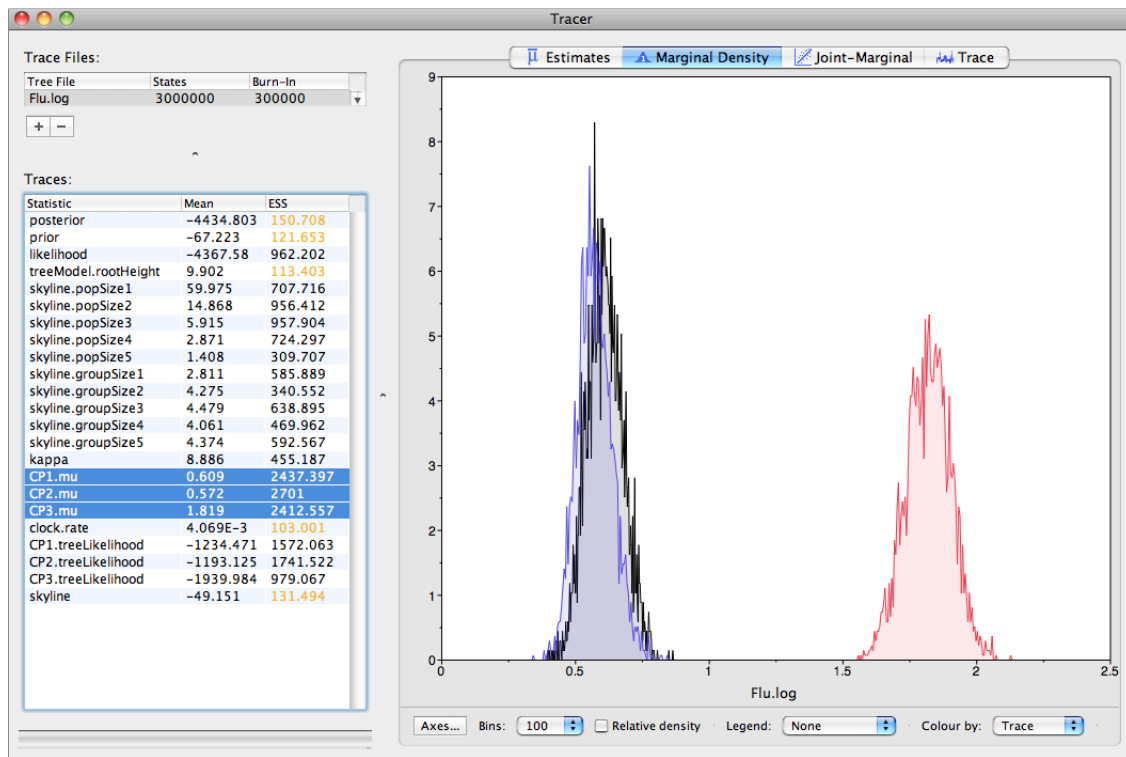 Tracer
Trace Files:
Tree File States Burn-In
Flu.log 3000000 300000
+ −
Traces:
Statistic Mean ESS
posterior -4434.803 150.708
prior -67.223 121.653
likelihood -4367.58 962.202
treeModel.rootHeight 9.902 113.403
skyline.popSize1 59.975 707.716
skyline.popSize2 14.868 956.412
skyline.popSize3 5.915 957.904
skyline.popSize4 2.871 724.297
skyline.popSize5 1.408 309.707
skyline.groupSize1 2.811 585.889
skyline.groupSize2 4.275 340.552
skyline.groupSize3 4.479 638.895
skyline.groupSize4 4.061 469.962
skyline.groupSize5 4.374 592.567
kappa 8.886 455.187
CP1.mu 0.609 2437.397
CP2.mu 0.572 2701
CP3.mu 1.819 2412.557
clock.rate 4.069E-3 103.001
CP1.treeLikelihood -1234.471 1572.063
CP2.treeLikelihood -1193.125 1741.522
CP3.treeLikelihood -1939.984 979.067
skyline -49.151 131.494
μ Estimates Marginal Density Joint-Marginal Trace
9
8
7
6
5
4
3
2
1
0
0 0.5 1 1.5 2 2.5
Flu.log
Axes... Bins: 100 Relative density Legend: None Colour by: Trace